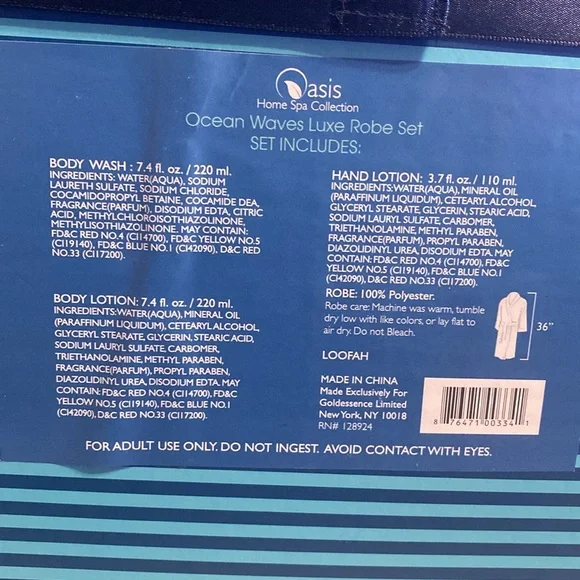 Oasis
Home Spa Collection
Ocean Waves Luxe Robe Set
SET INCLUDES:
BODY WASH : 7.4 fl. oz. / 220 ml.
INGREDIENTS: WATER(AQUA), SODIUM
LAURETH SULFATE, SODIUM CHLORIDE,
COCAMIDOPROPYL BETAINE, COCAMIDE DEA,
FRAGRANCE(PARFUM), DISODIUM EDTA, CITRIC
ACID, METHYLCHLOROISOTHIAZOLINONE,
METHYLISOTHIAZOLINONE. MAY CONTAIN:
FD&C RED NO.4 (CI14700), FD&C YELLOW NO.5
(CI19140), FD&C BLUE NO.1 (CI42090), D&C RED
NO.33 (CI17200).
BODY LOTION: 7.4 fl. oz. / 220 ml.
INGREDIENTS:WATER(AQUA), MINERAL OIL
(PARAFFINUM LIQUIDUM), CETEARYL ALCOHOL,
GLYCERYL STEARATE, GLYCERIN, STEARIC ACID,
SODIUM LAURYL SULFATE, CARBOMER,
TRIETHANOLAMINE, METHYL PARABEN,
FRAGRANCE(PARFUM), PROPYL PARABEN,
DIAZOLIDINYL UREA, DISODIUM EDTA. MAY
CONTAIN: FD&C RED NO.4 (CI14700), FD&C
YELLOW NO.5 (CI19140), FD&C BLUE NO.1
(CI42090), D&C RED NO.33 (CI17200).
HAND LOTION: 3.7 fl. oz. / 110 ml.
INGREDIENTS:WATER(AQUA), MINERAL OIL
(PARAFFINUM LIQUIDUM), CETEARYL ALCOHOL,
GLYCERYL STEARATE, GLYCERIN, STEARIC ACID,
SODIUM LAURYL SULFATE, CARBOMER,
TRIETHANOLAMINE, METHYL PARABEN,
FRAGRANCE(PARFUM), PROPYL PARABEN,
DIAZOLIDINYL UREA, DISODIUM EDTA. MAY
CONTAIN: FD&C RED NO.4 (CI14700), FD&C
YELLOW NO.5 (CI19140), FD&C BLUE NO.1
(CI42090), D&C RED NO.33 (CI17200).
ROBE: 100% Polyester.
Robe care: Machine was warm, tumble
dry low with like colors, or lay flat to
air dry. Do not Bleach.
36"
LOOFAH
MADE IN CHINA
Made Exclusively For
Goldessence Limited
New York, NY 10018
RN# 128924
8 76471 00334 1
FOR ADULT USE ONLY. DO NOT INGEST. AVOID CONTACT WITH EYES.